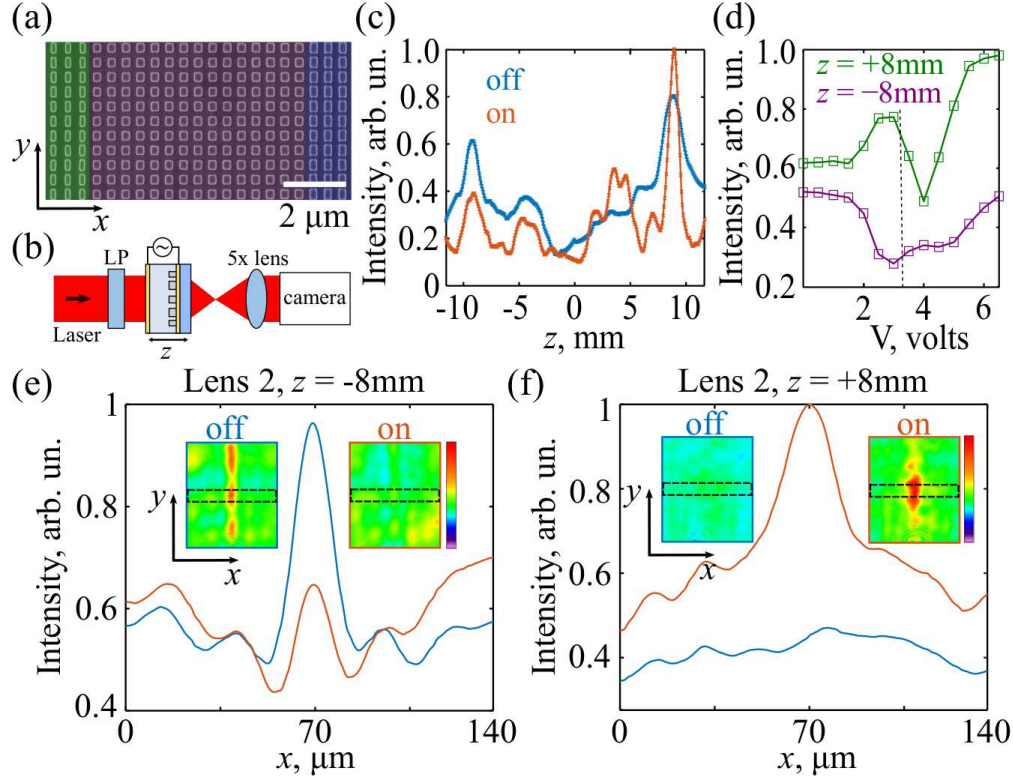 (a)
y
x
2 μm
(b)
LP
5x lens
camera
Laser
z
(c)
Intensity, arb. un.
1.0
0.8
0.6
0.4
0.2
0
off
on
-10 -5 0 5 10
z, mm
(d)
Intensity, arb. un.
1.0
0.8
0.6
0.4
0.2
z = +8mm
z = −8mm
0 2 4 6
V, volts
(e)
Lens 2, z = -8mm
Intensity, arb. un.
1
0.8
0.6
0.4
off on
y
x
0 70 140
x, μm
(f)
Lens 2, z = +8mm
Intensity, arb. un.
1
0.8
0.6
0.4
off on
y
x
0 70 140
x, μm